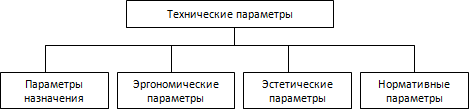 Технические параметры
Параметры
назначения
Эргономические
параметры
Эстетические
параметры
Нормативные
параметры